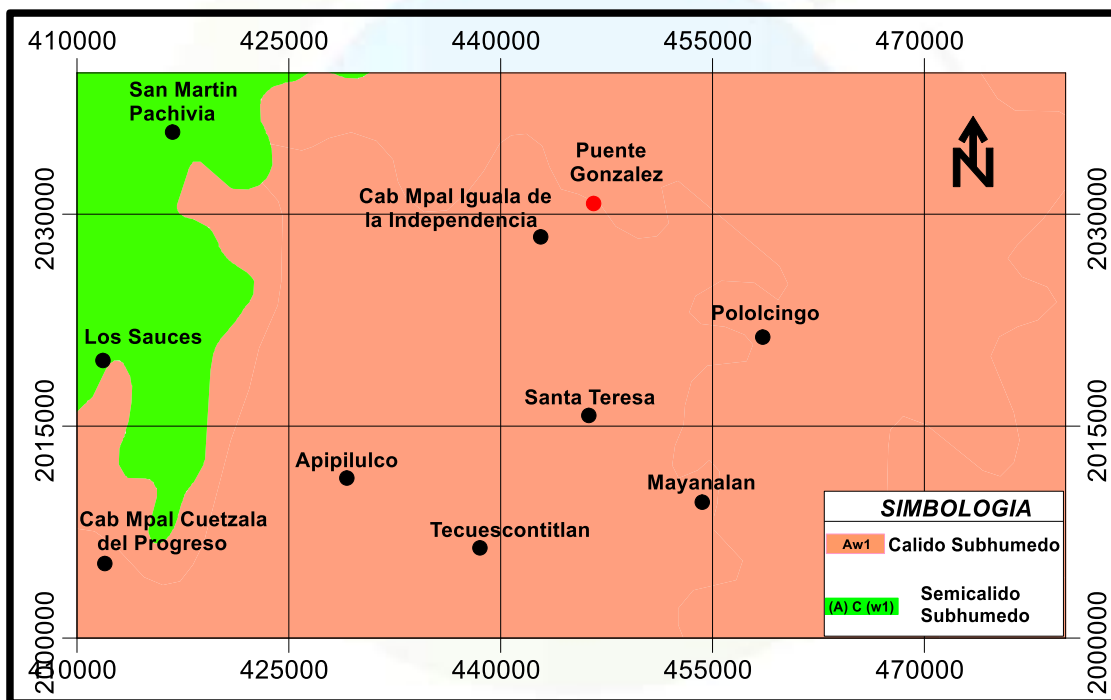 410000 425000 440000 455000 470000
San Martin
Pachivia
Puente
Gonzalez
Cab Mpal Iguala de
la Independencia
N
2030000
2030000
Pololcingo
Los Sauces
Santa Teresa
2015000
2015000
Apipilulco
Mayanalan
Cab Mpal Cuetzala
del Progreso
Tecuescontitlan
SIMBOLOGIA
Aw1 Calido Subhumedo
(A) C (w1) Semicalido
Subhumedo
2000000
2000000
410000 425000 440000 455000 470000